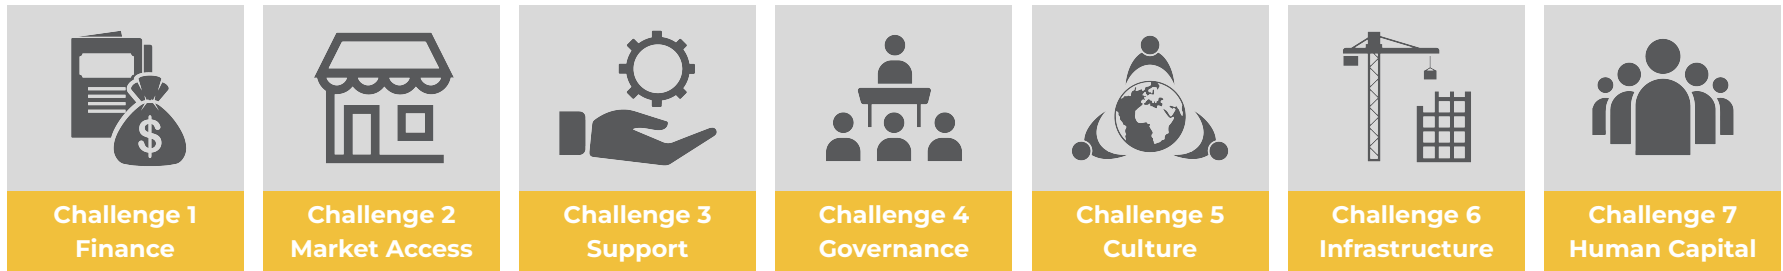 $
Challenge 1
Finance
Challenge 2
Market Access
Challenge 3
Support
Challenge 4
Governance
Challenge 5
Culture
Challenge 6
Infrastructure
Challenge 7
Human Capital